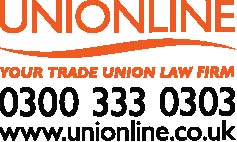 UNIONLINE
YOUR TRADE UNION LAW FIRM
0300 333 0303
www.unionline.co.uk